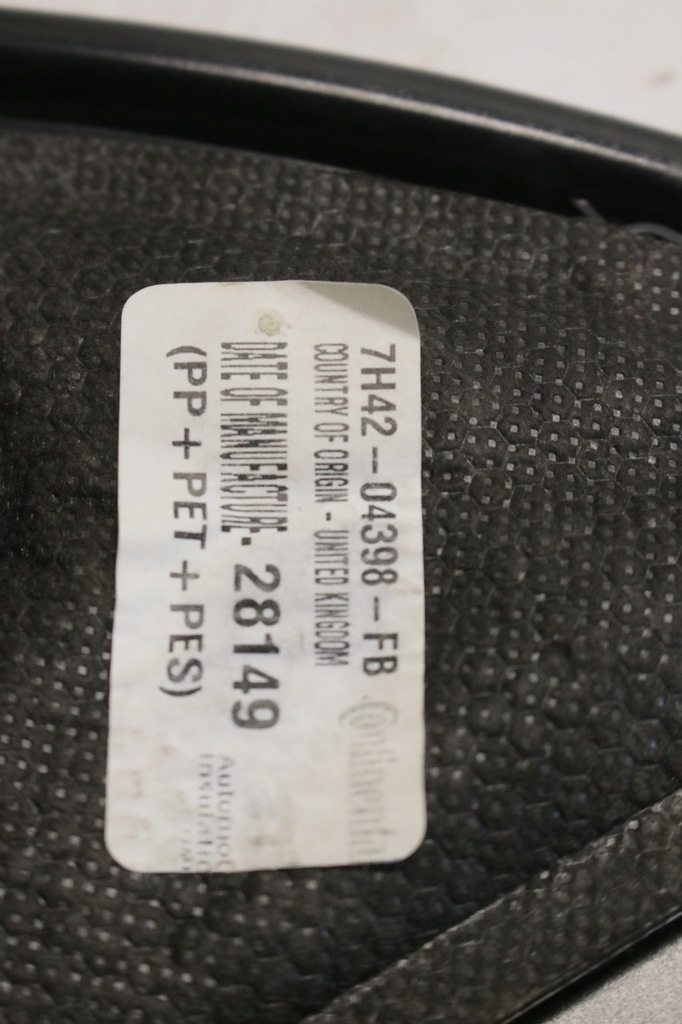 7H42-04398-FB
COUNTRY OF ORIGIN - UNITED KINGDOM
DATE OF MANUFACTURE. 28149
(PP + PET + PES)
Continental